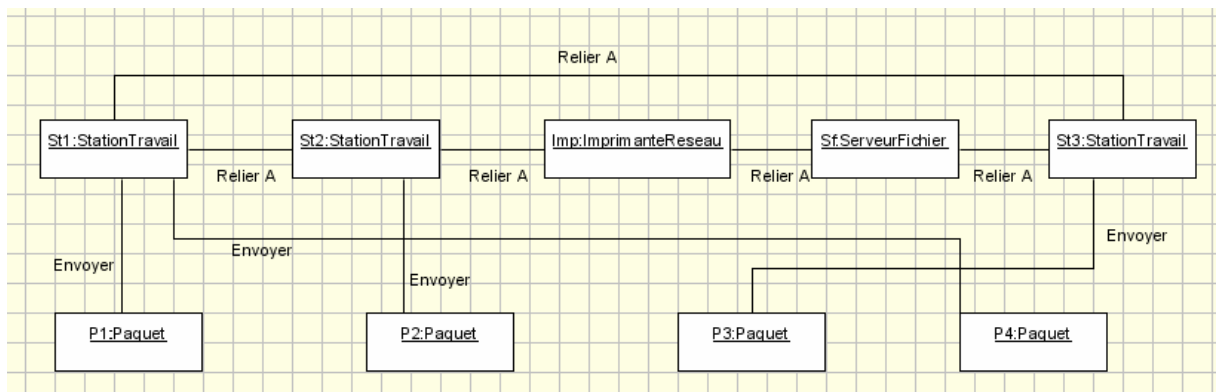 Relier A
St1:StationTravail
St2:StationTravail
Imp:ImprimanteReseau
Sf:ServeurFichier
St3:StationTravail
Relier A
Relier A
Relier A
Relier A
Envoyer
Envoyer
Envoyer
Envoyer
P1:Paquet
P2:Paquet
P3:Paquet
P4:Paquet